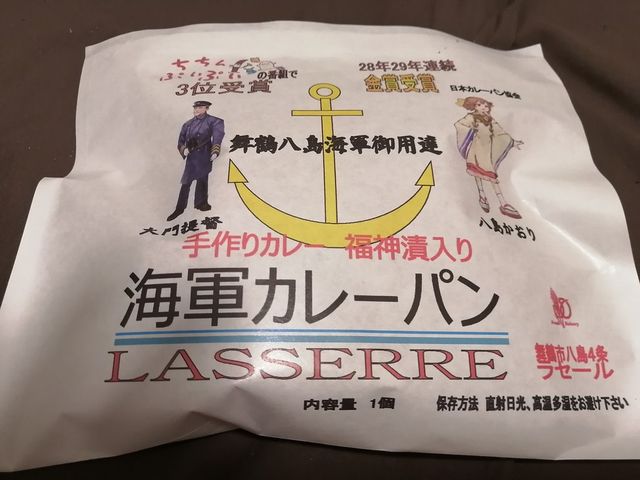 ちちんぷいぷいの番組で
3位受賞
28年29年連続
金賞受賞
日本カレーパン協会
舞鶴八島海軍御用達
大門提督
八島かおり
手作りカレー 福神漬入り
海軍カレーパン
LASSERRE
舞鶴市八島4条
ラセール
内容量 1個 保存方法 直射日光、高温多湿をお避け下さい